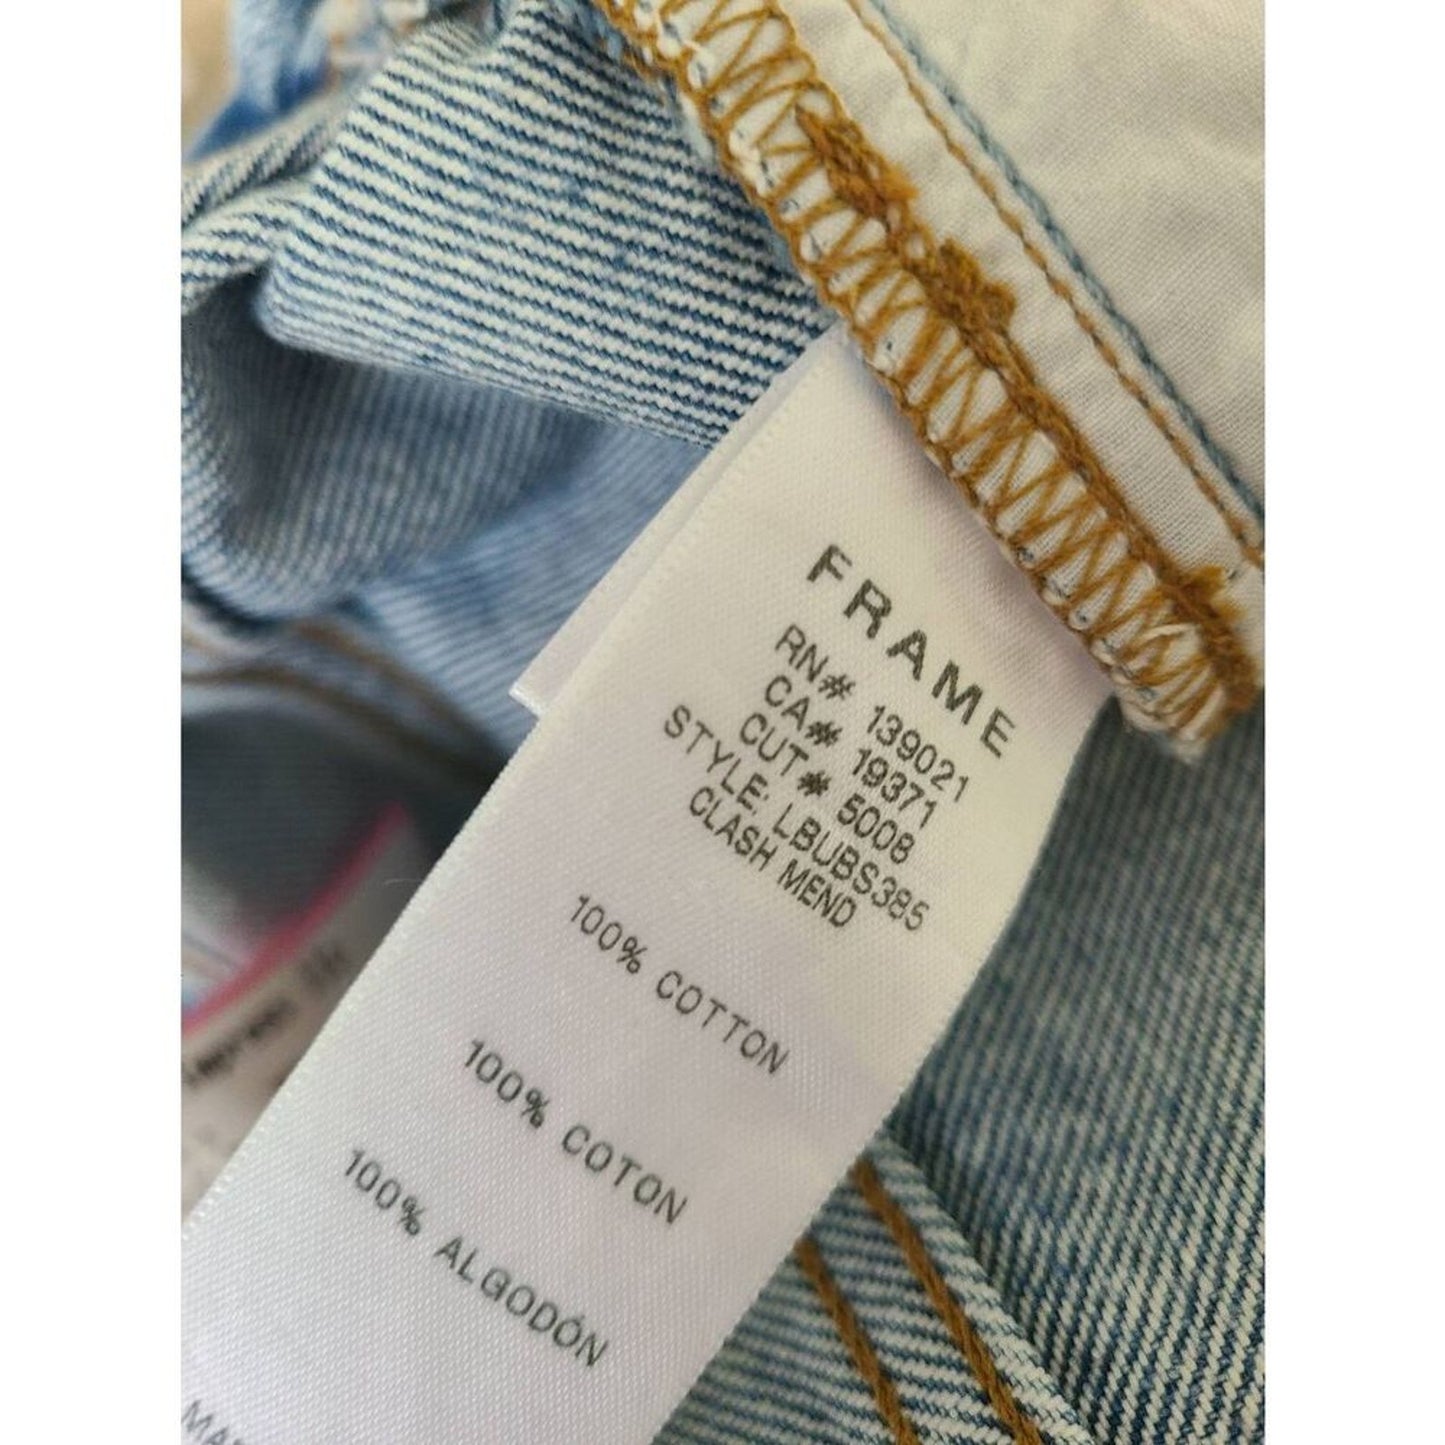 FRAME
RN# 139021
CA# 19371
CUT# 5008
STYLE: LBUBS385
CLASH MEND
100% COTTON
100% COTON
100% ALGODÓN